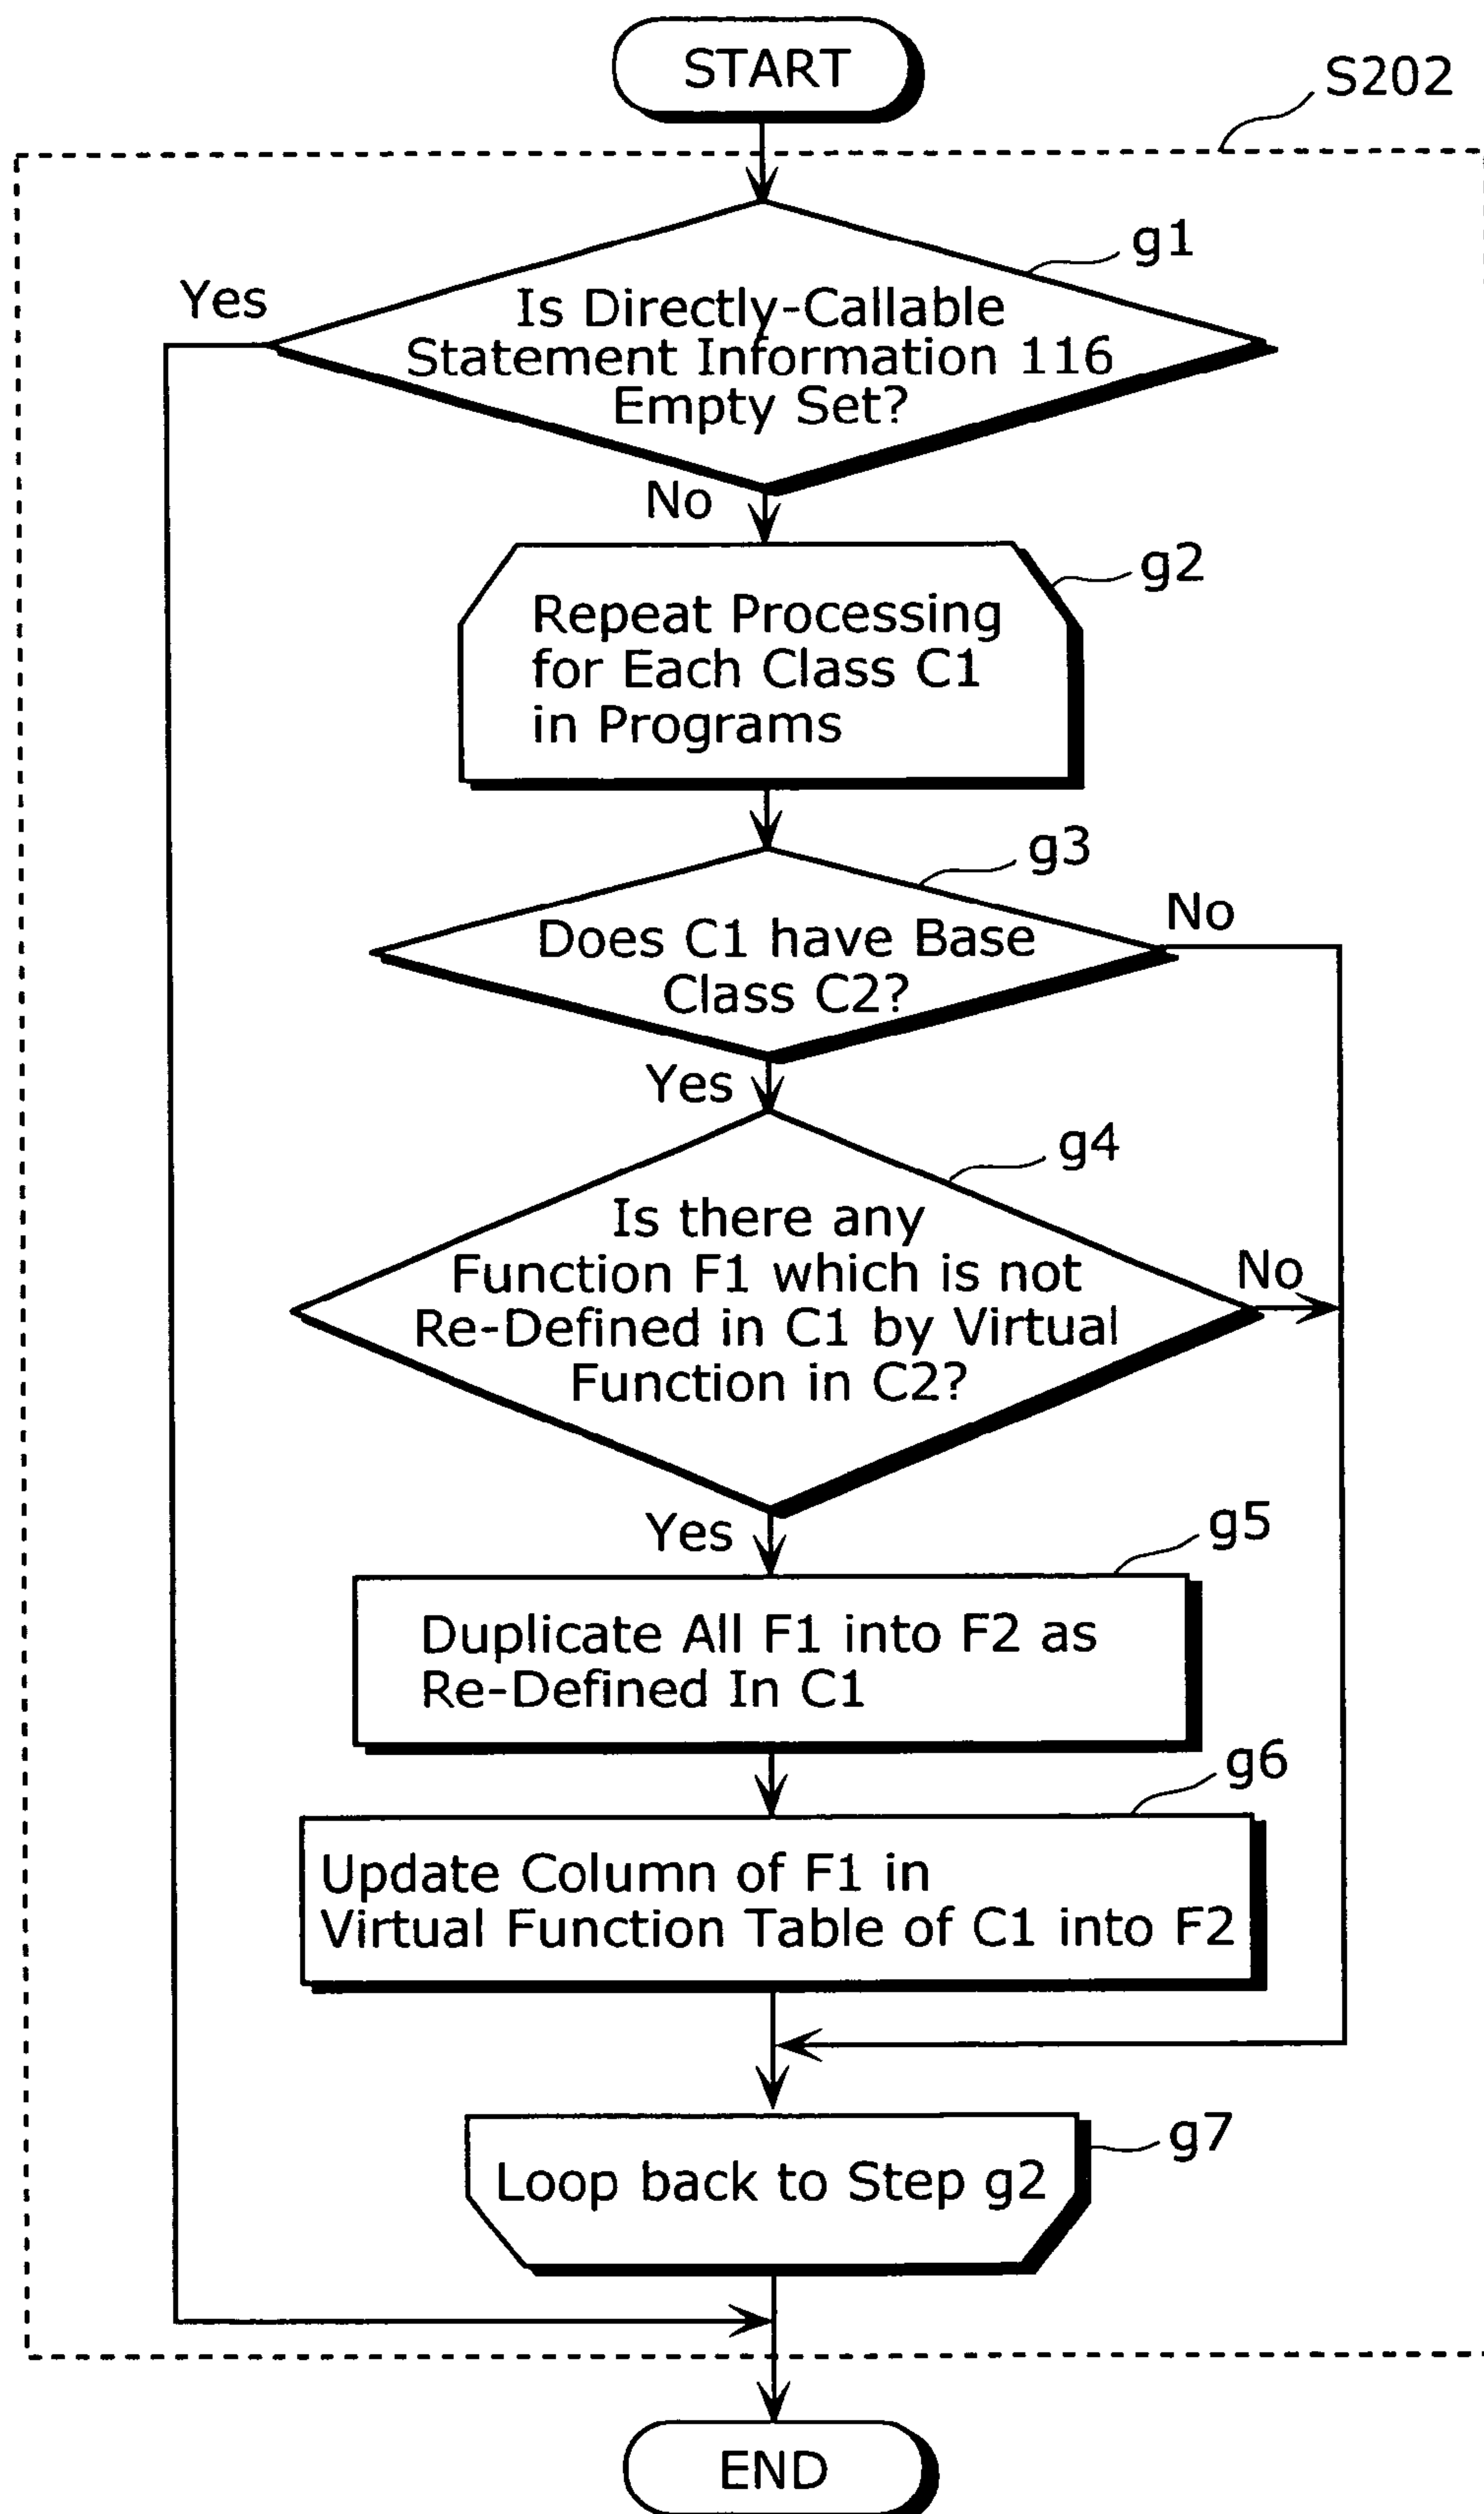 START
S202
g1
Yes
Is Directly-Callable
Statement Information 116
Empty Set?
No
g2
Repeat Processing
for Each Class C1
in Programs
g3
No
Does C1 have Base
Class C2?
Yes
g4
Is there any
Function F1 which is not
Re-Defined in C1 by Virtual
Function in C2?
No
Yes
g5
Duplicate All F1 into F2 as
Re-Defined In C1
g6
Update Column of F1 in
Virtual Function Table of C1 into F2
g7
Loop back to Step g2
END